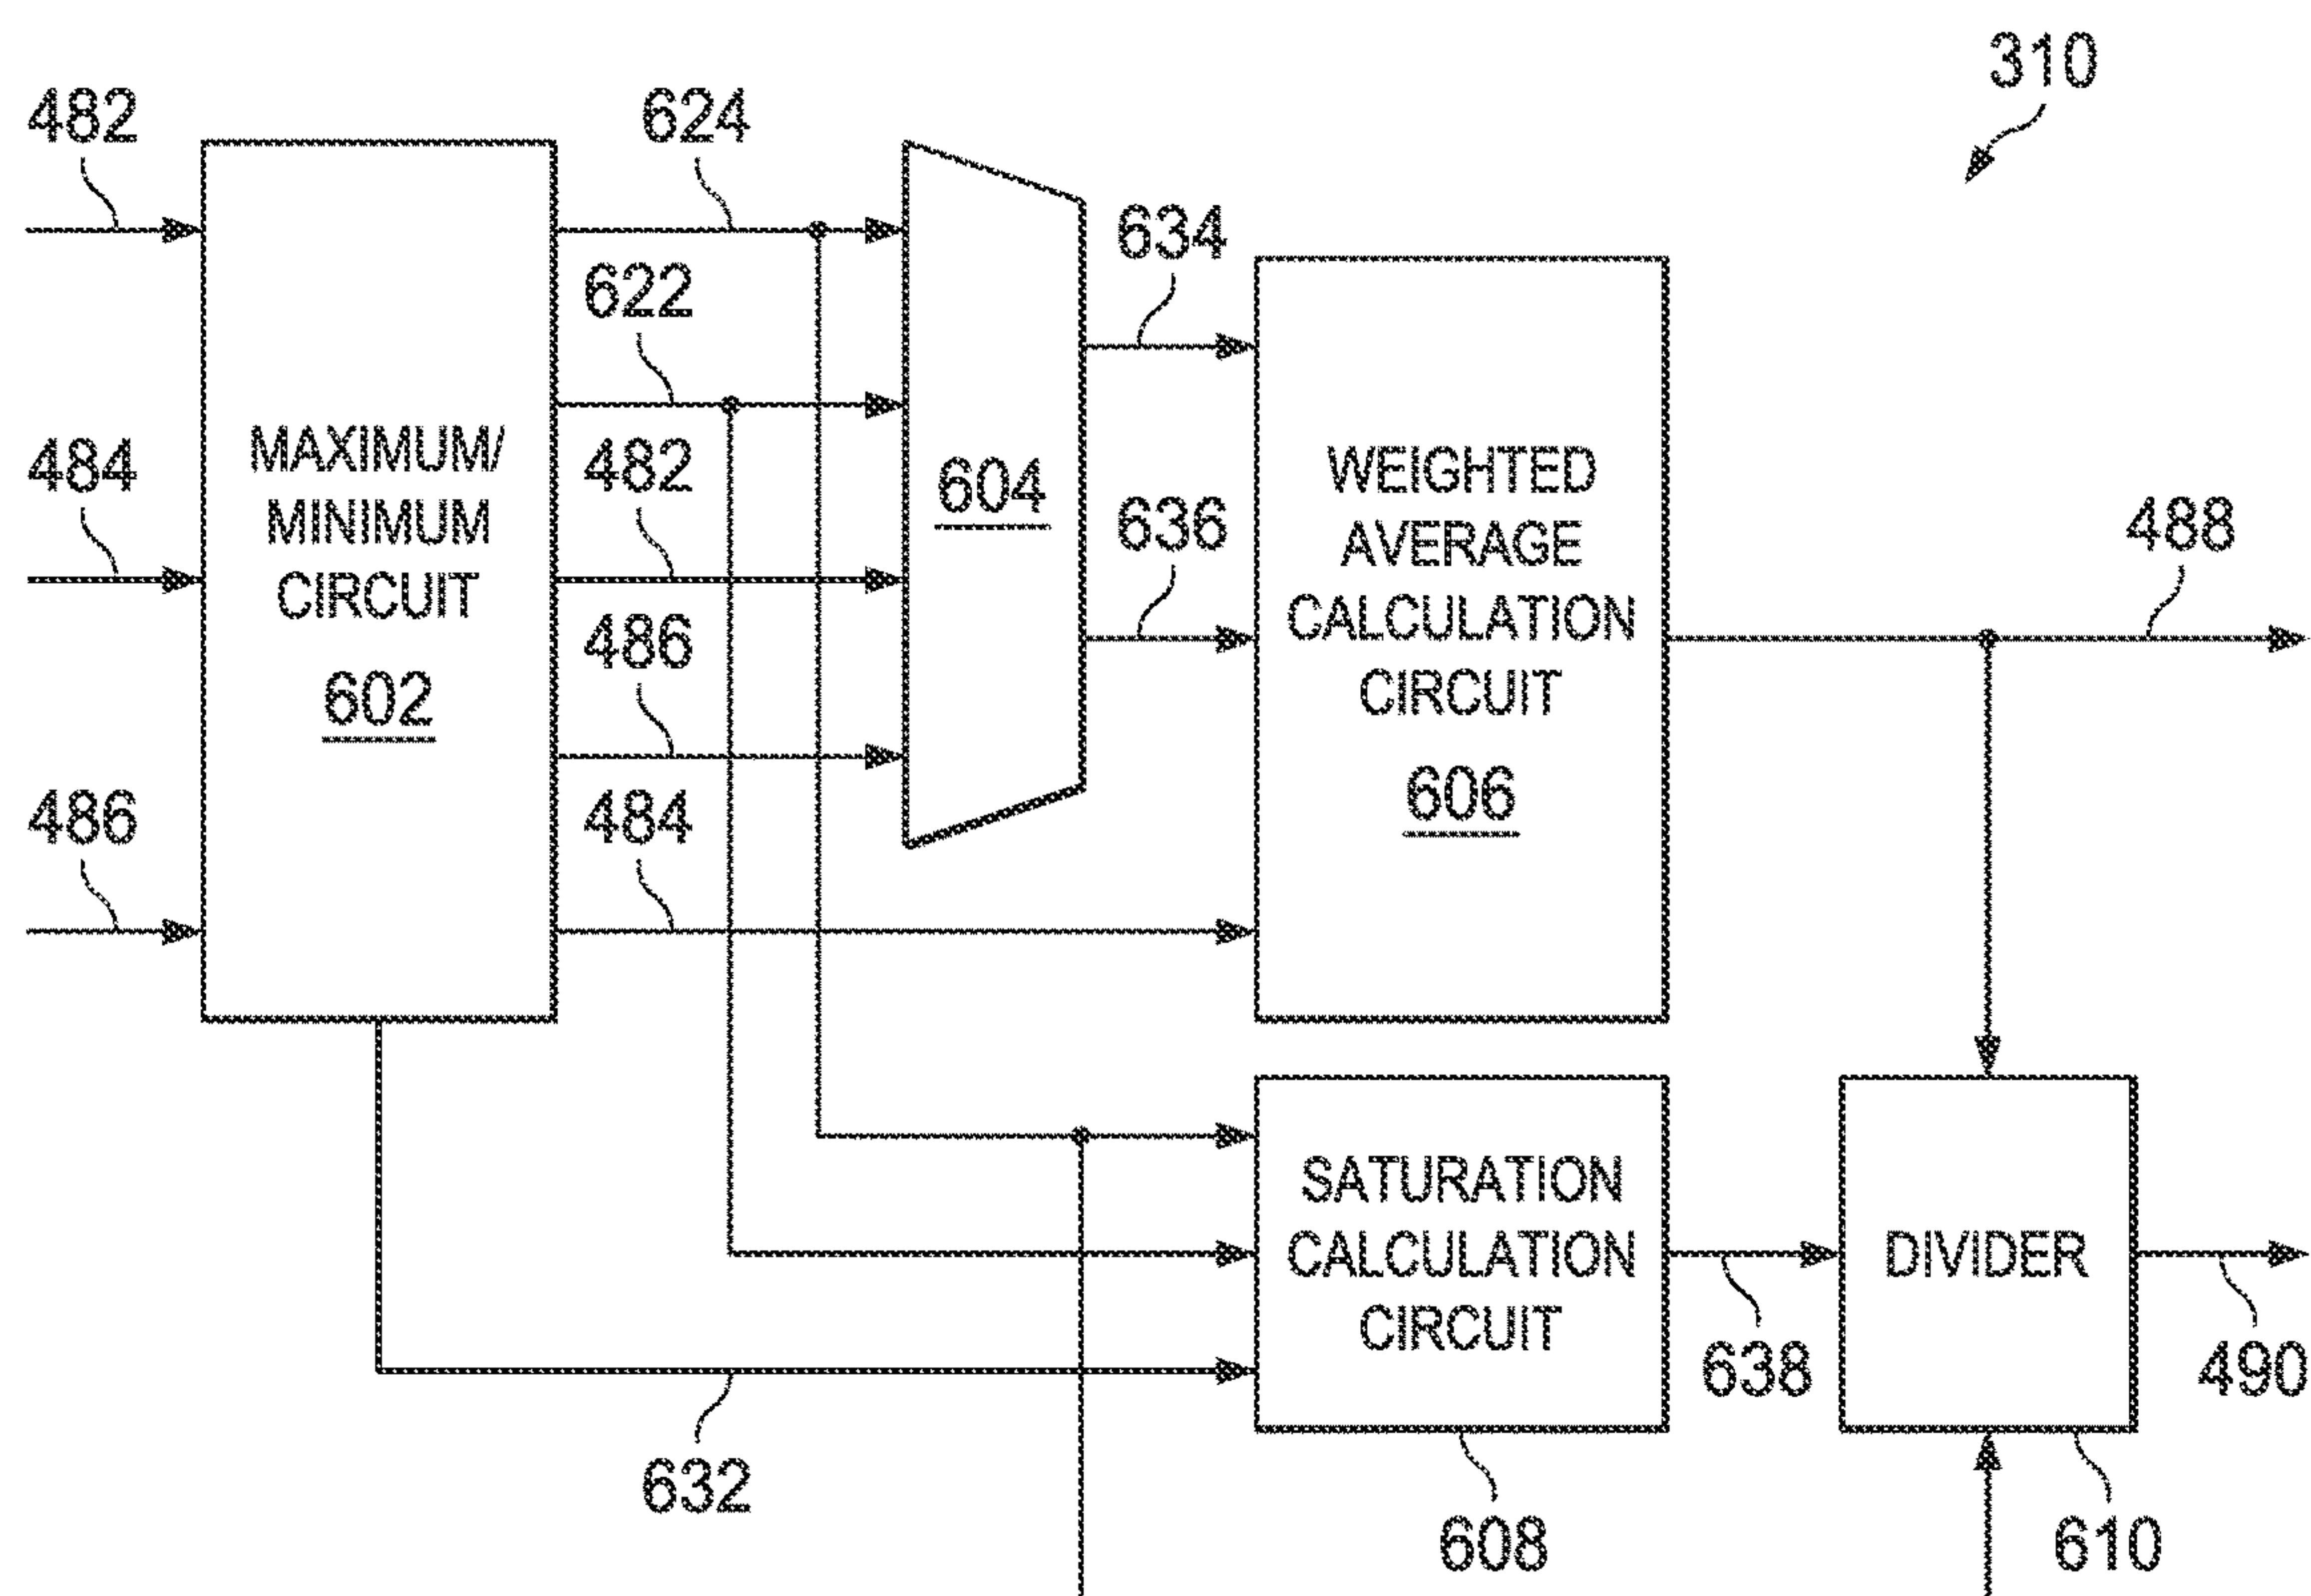 310
482
624
634
622
MAXIMUM/
MINIMUM
CIRCUIT
602
484
482
604
636
WEIGHTED
AVERAGE
CALCULATION
CIRCUIT
606
488
486
486
484
SATURATION
CALCULATION
CIRCUIT
DIVIDER
638
490
632
608
610